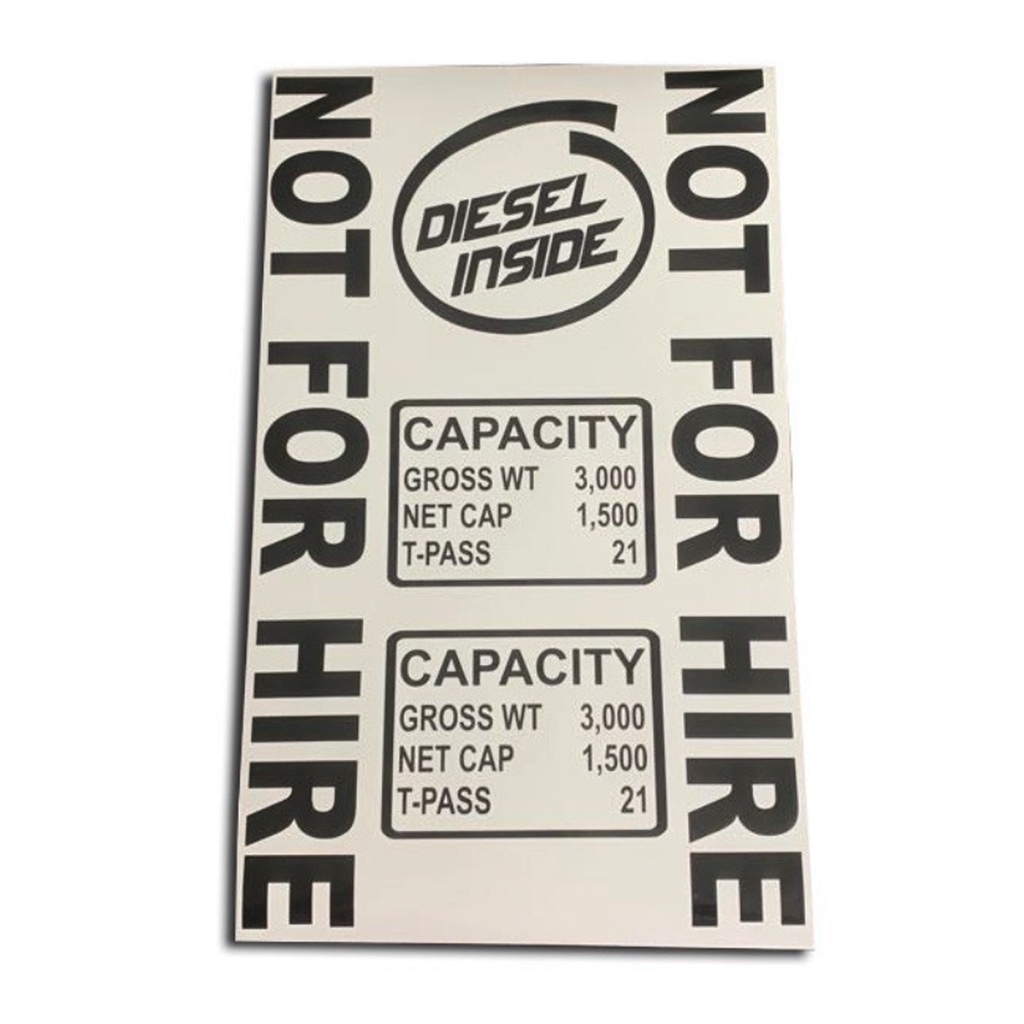 NOT FOR HIRE
DIESEL
INSIDE
CAPACITY
GROSS WT 3,000
NET CAP 1,500
T-PASS 21
CAPACITY
GROSS WT 3,000
NET CAP 1,500
T-PASS 21
NOT FOR HIRE